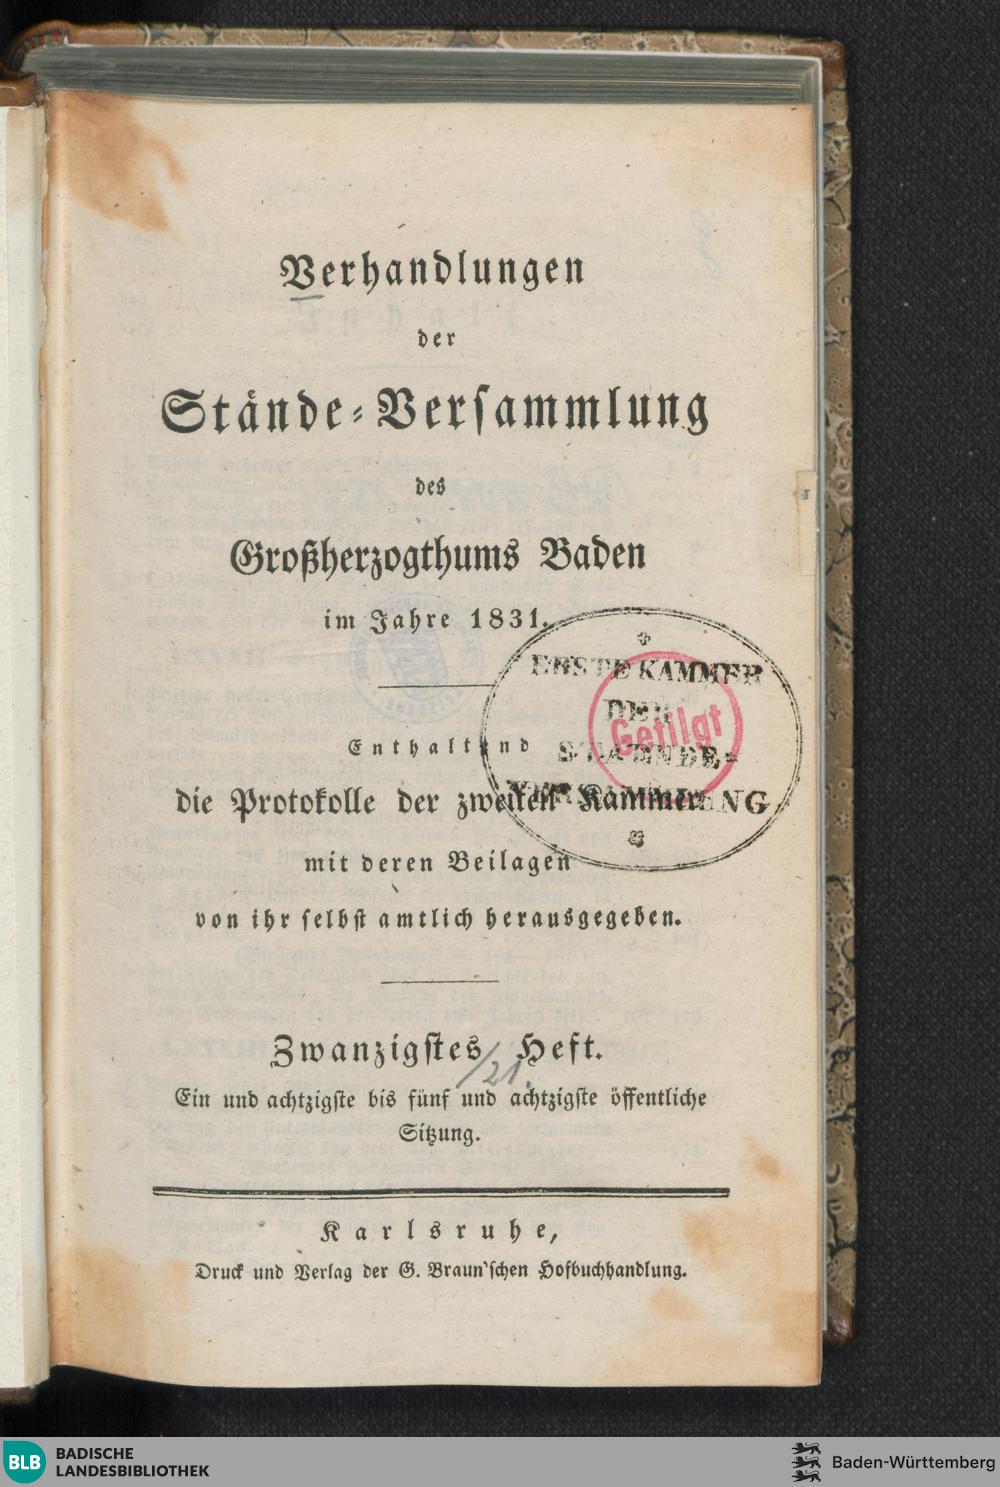 Verhandlungen
der
Stände-Versammlung
des
Großherzogthums Baden
im Jahre 1831.
ERSTE KAMMER
DER
Getilgt
STAENDE=
Enthaltend
die Protokolle der zweiten Kammer
mit deren Beilagen
von ihr selbst amtlich herausgegeben.
Zwanzigstes Heft.
/21.
Ein und achtzigste bis fünf und achtzigste öffentliche
Sitzung.
Karlsruhe,
Druck und Verlag der G. Braun'schen Hofbuchhandlung.
BLB BADISCHE
LANDESBIBLIOTHEK
Baden-Württemberg